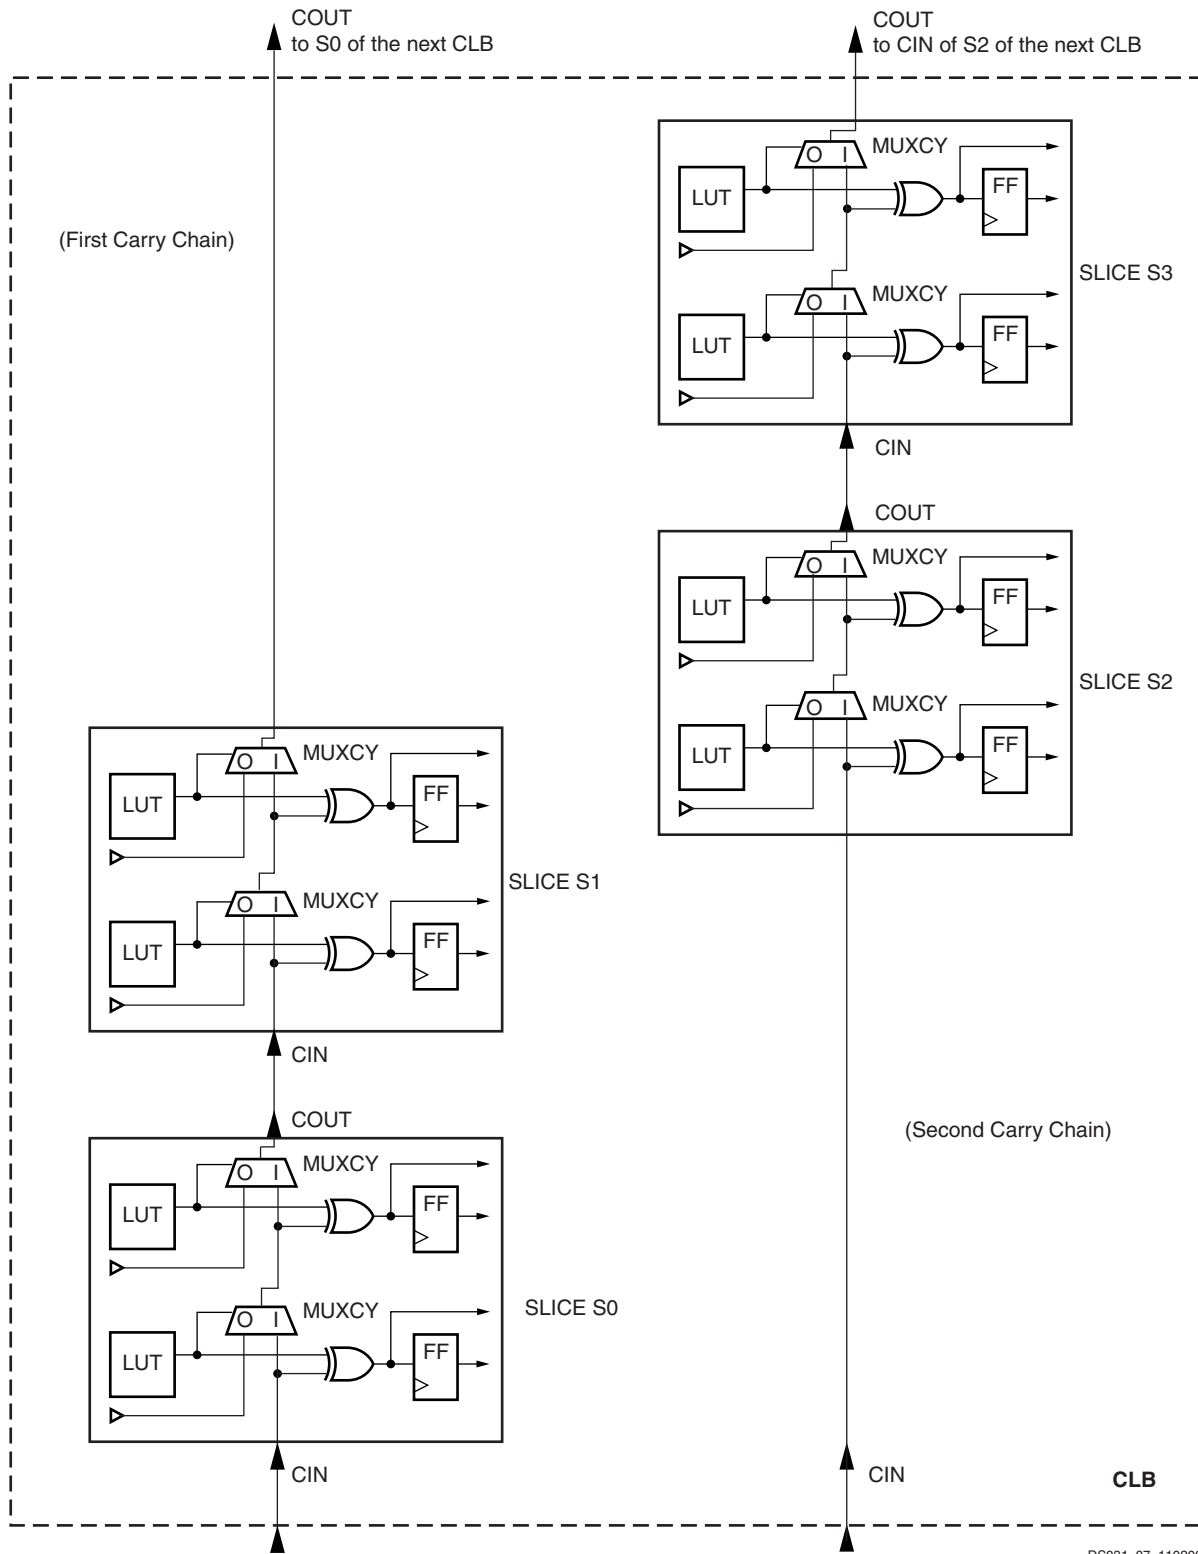 COUT
to S0 of the next CLB
COUT
to CIN of S2 of the next CLB
(First Carry Chain)
O I
MUXCY
LUT
FF
SLICE S3
O I
MUXCY
LUT
FF
CIN
COUT
O I
MUXCY
LUT
FF
SLICE S2
O I
MUXCY
LUT
FF
O I
MUXCY
LUT
FF
SLICE S1
O I
MUXCY
LUT
FF
CIN
COUT
(Second Carry Chain)
O I
MUXCY
LUT
FF
SLICE S0
O I
MUXCY
LUT
FF
CIN
CIN
CLB